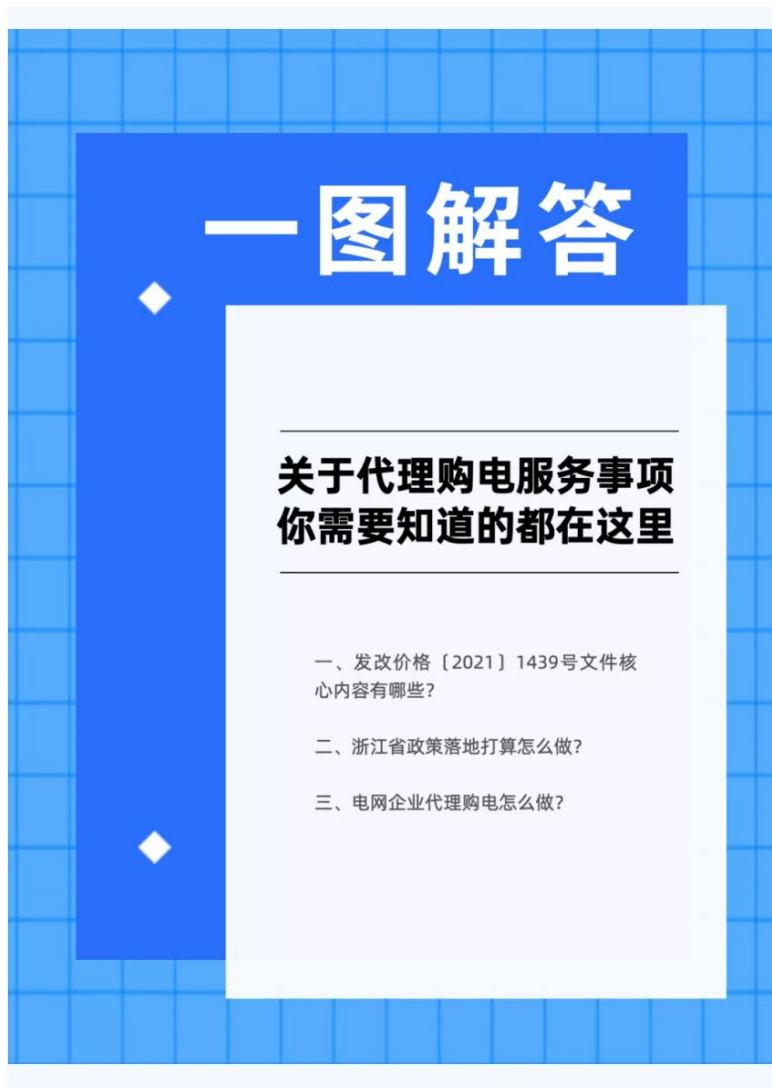 一图解答
关于代理购电服务事项
你需要知道的都在这里
一、发改价格〔2021〕1439号文件核
心内容有哪些？
二、浙江省政策落地打算怎么做？
三、电网企业代理购电怎么做？